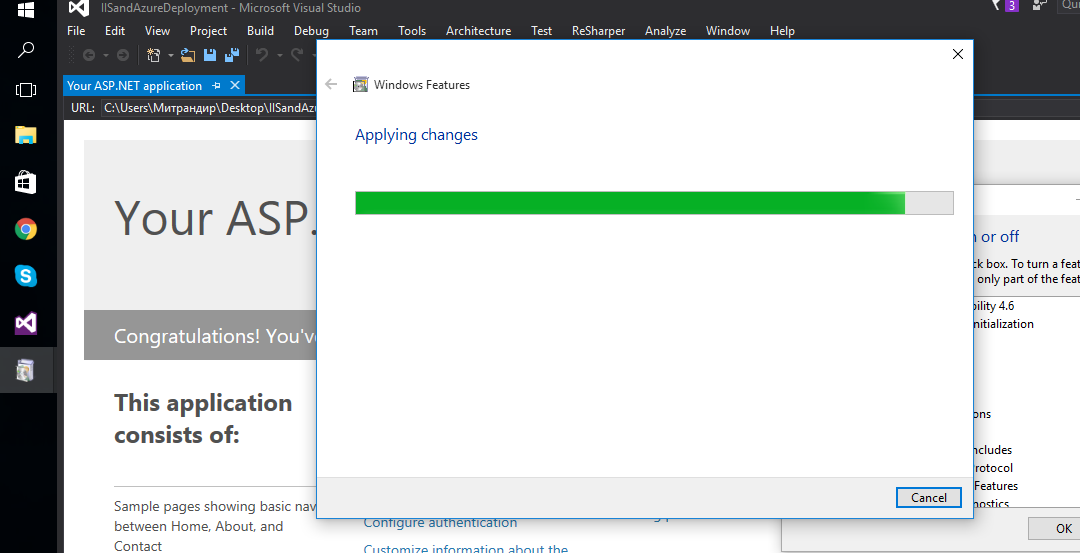 IISandAzureDeployment - Microsoft Visual Studio
3
File Edit View Project Build Debug Team Tools Architecture Test ReSharper Analyze Window Help
Your ASP.NET application
URL: C:\Users\Митрандир\Desktop\IISandAzu
Windows Features
Applying changes
Your ASP.
n or off
ck box. To turn a feat
only part of the feat
bility 4.6
nitialization
Congratulations! You've
This application
consists of:
ons
ncludes
rotocol
Features
nostics
Sample pages showing basic nav
between Home, About, and
Contact
Cancel
Configure authentication
Customize information about the
OK